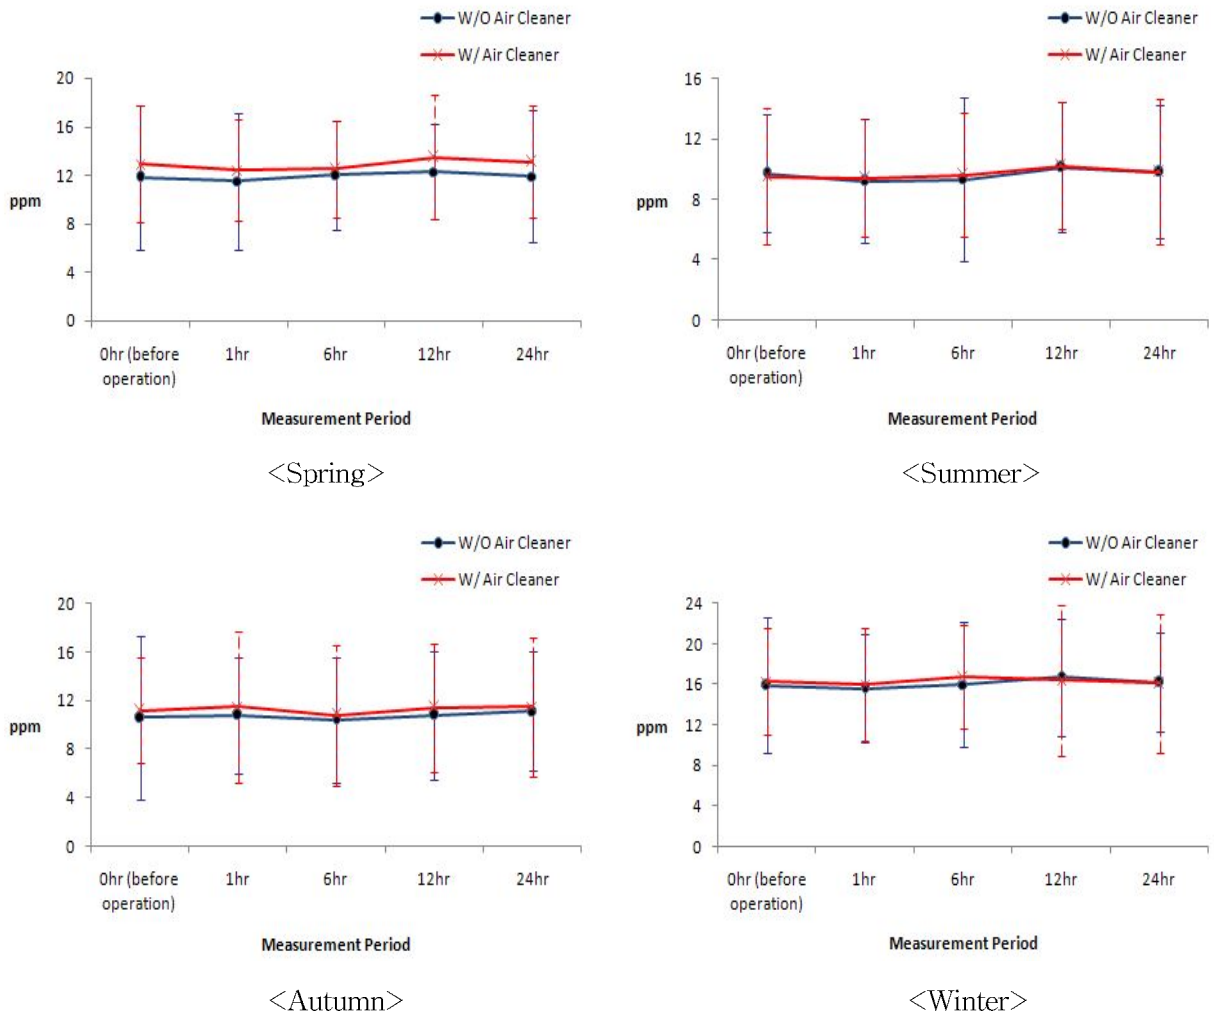 W/O Air Cleaner
W/ Air Cleaner
20
16
12
8
4
0
ppm
0hr (before
operation)
1hr
6hr
12hr
24hr
Measurement Period
<Spring>
W/O Air Cleaner
W/ Air Cleaner
16
12
8
4
0
ppm
0hr (before
operation)
1hr
6hr
12hr
24hr
Measurement Period
<Summer>
W/O Air Cleaner
W/ Air Cleaner
20
16
12
8
4
0
ppm
0hr (before
operation)
1hr
6hr
12hr
24hr
Measurement Period
<Autumn>
W/O Air Cleaner
W/ Air Cleaner
24
20
16
12
8
4
0
ppm
0hr (before
operation)
1hr
6hr
12hr
24hr
Measurement Period
<Winter>